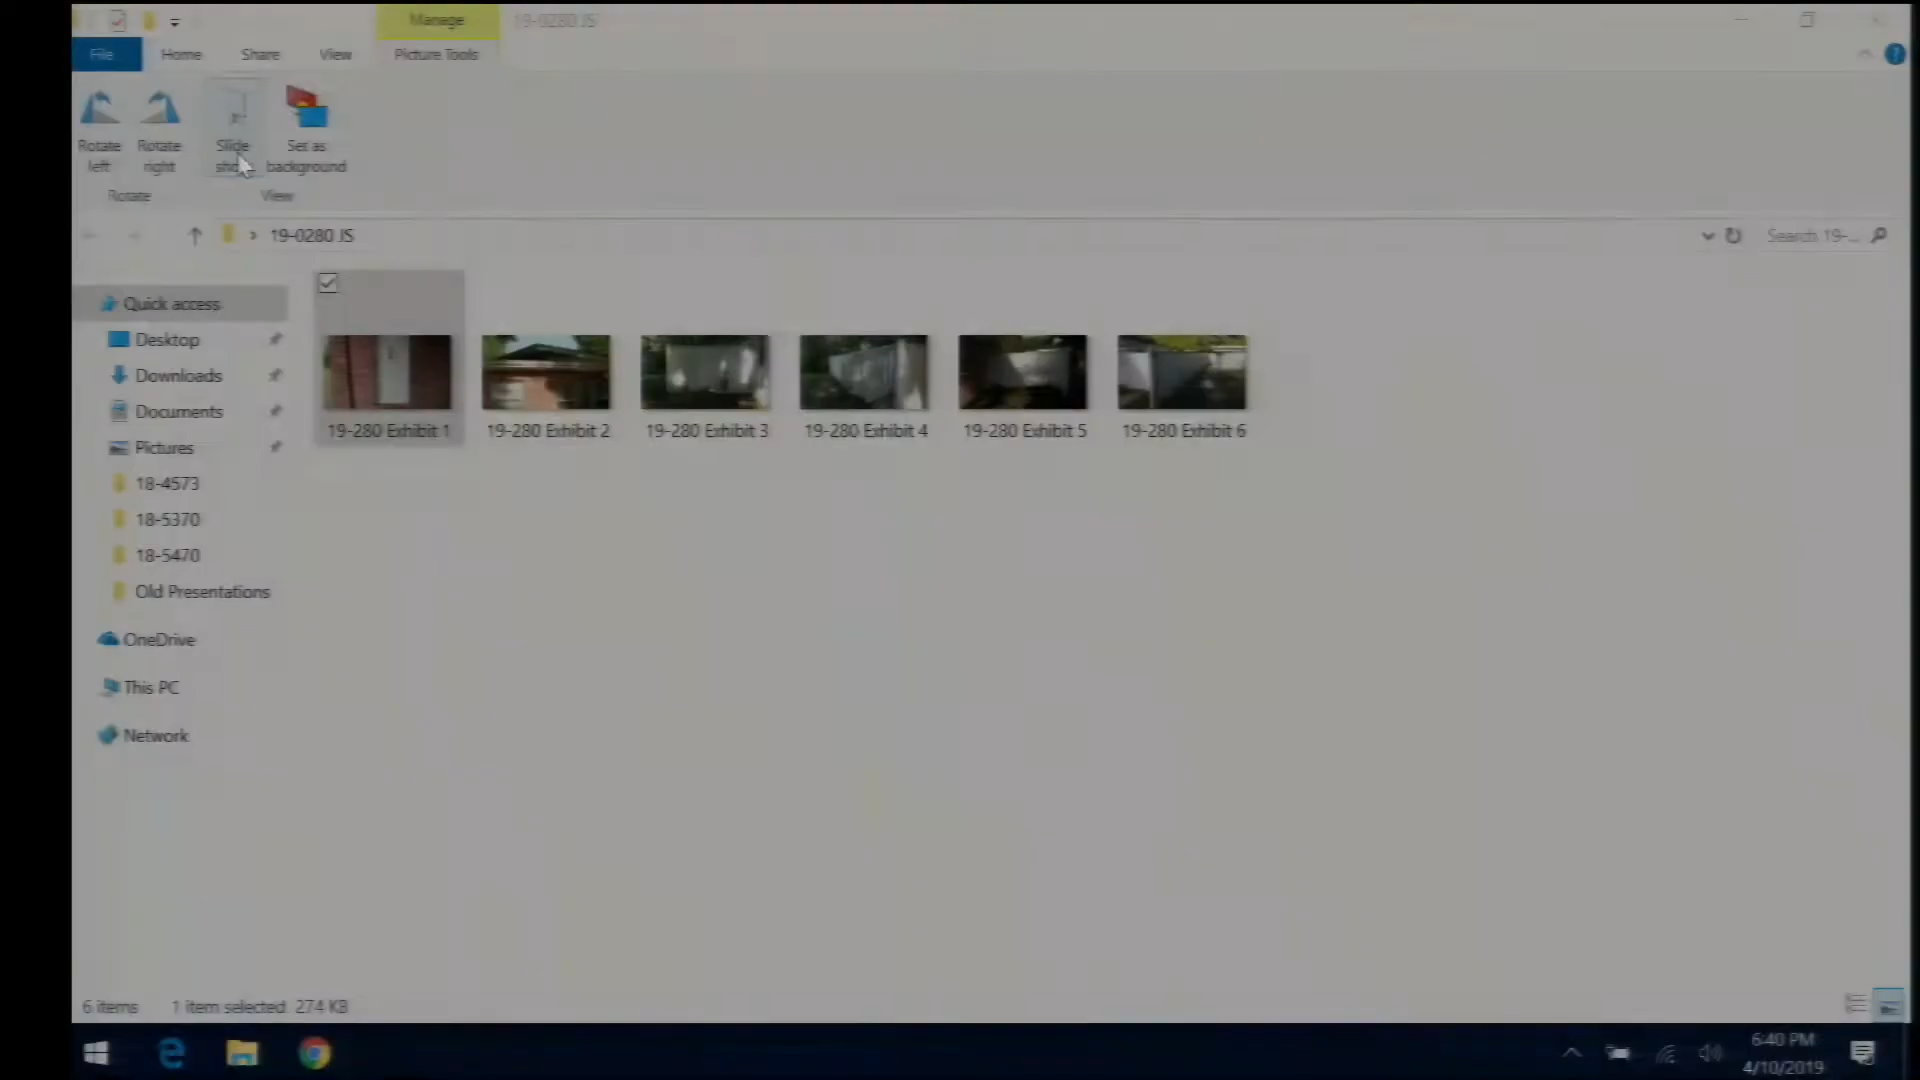 Manage
19-0280 JS
File
Home
Share
View
Picture Tools
Rotate left
Rotate right
Slide
Set as background
Rotate
View
19-0280 JS
Search 19-...
Quick access
Desktop
Downloads
Documents
Pictures
18-4573
18-5370
18-5470
Old Presentations
OneDrive
This PC
Network
19-280 Exhibit 1
19-280 Exhibit 2
19-280 Exhibit 3
19-280 Exhibit 4
19-280 Exhibit 5
19-280 Exhibit 6
6 items
1 item selected 274 KB
6:40 PM
4/10/2019